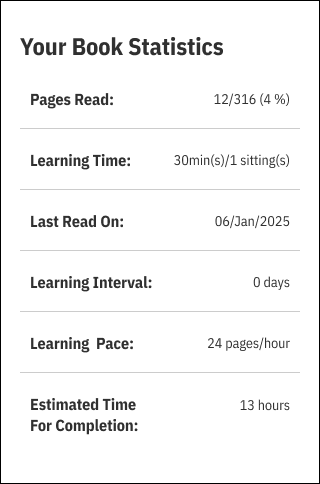 Your Book Statistics
Pages Read: 12/316 (4 %)
Learning Time: 30min(s)/1 sitting(s)
Last Read On: 06/Jan/2025
Learning Interval: 0 days
Learning  Pace: 24 pages/hour
Estimated Time 13 hours
For Completion: